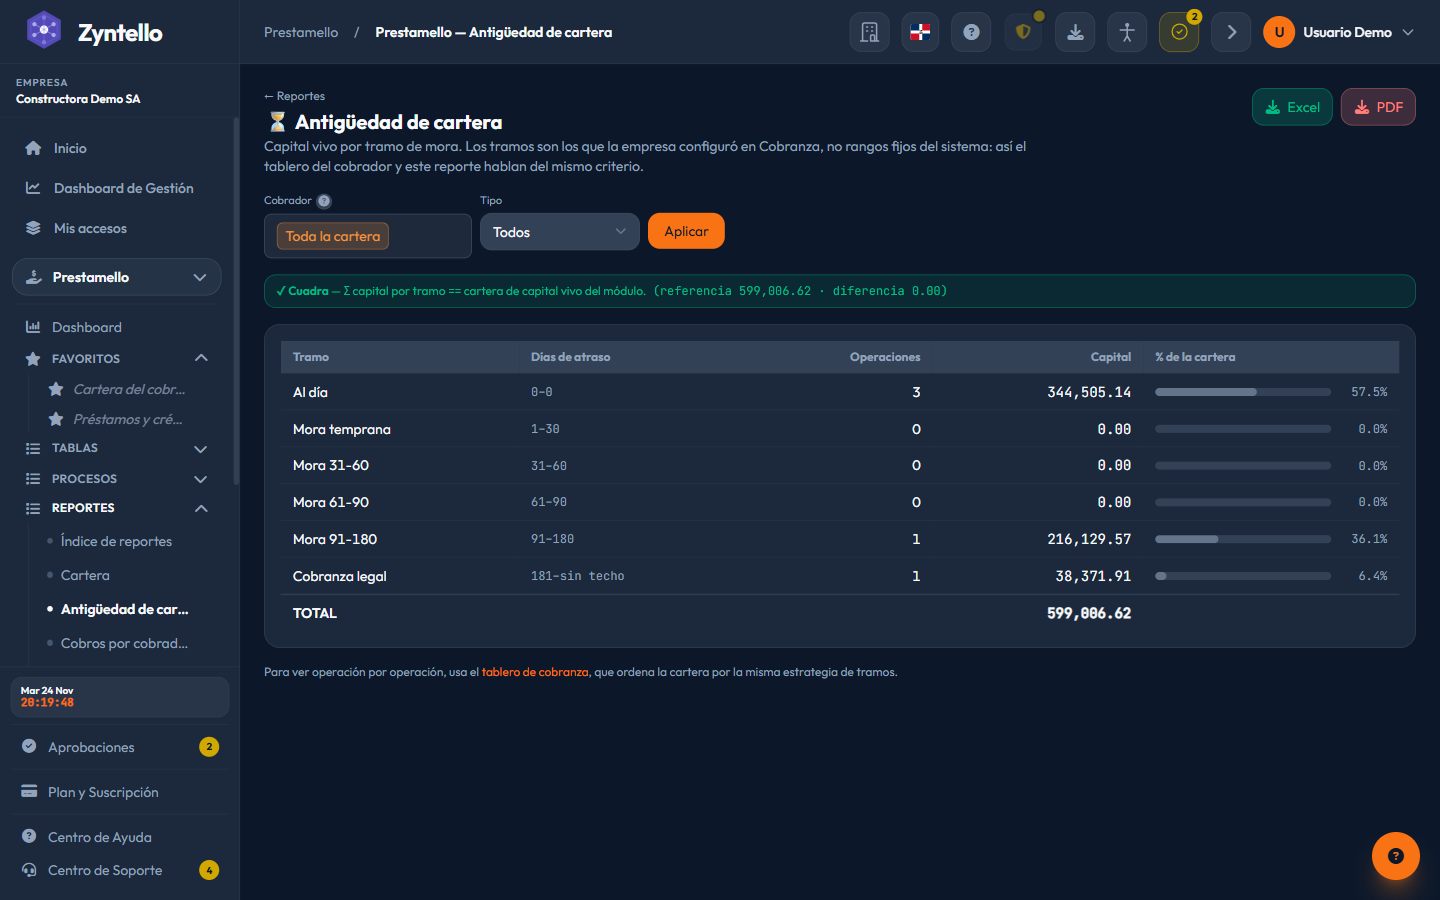 Zyntello
Prestamello / Prestamello — Antigüedad de cartera
2
U
Usuario Demo
EMPRESA
Constructora Demo SA
Inicio
Dashboard de Gestión
Mis accesos
Prestamello
Dashboard
FAVORITOS
Cartera del cobr...
Préstamos y cré...
TABLAS
PROCESOS
REPORTES
Índice de reportes
Cartera
Antigüedad de car...
Cobros por cobrad...
Mar 24 Nov
20:19:48
Aprobaciones 2
Plan y Suscripción
Centro de Ayuda
Centro de Soporte 4
← Reportes
Antigüedad de cartera
Capital vivo por tramo de mora. Los tramos son los que la empresa configuró en Cobranza, no rangos fijos del sistema: así el
tablero del cobrador y este reporte hablan del mismo criterio.
Excel
PDF
Cobrador ?
Tipo
Toda la cartera
Todos
Aplicar
✓ Cuadra — Σ capital por tramo == cartera de capital vivo del módulo. (referencia 599,006.62 · diferencia 0.00)
Tramo Días de atraso Operaciones Capital % de la cartera
Al día 0–0 3 344,505.14 57.5%
Mora temprana 1–30 0 0.00 0.0%
Mora 31-60 31–60 0 0.00 0.0%
Mora 61-90 61–90 0 0.00 0.0%
Mora 91-180 91–180 1 216,129.57 36.1%
Cobranza legal 181–sin techo 1 38,371.91 6.4%
TOTAL 599,006.62
Para ver operación por operación, usa el tablero de cobranza, que ordena la cartera por la misma estrategia de tramos.